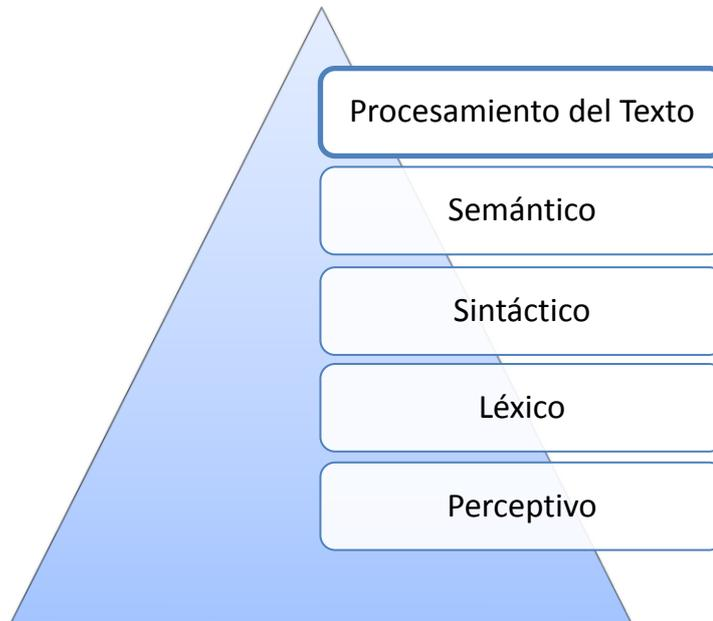 Procesamiento del Texto
Semántico
Sintáctico
Léxico
Perceptivo